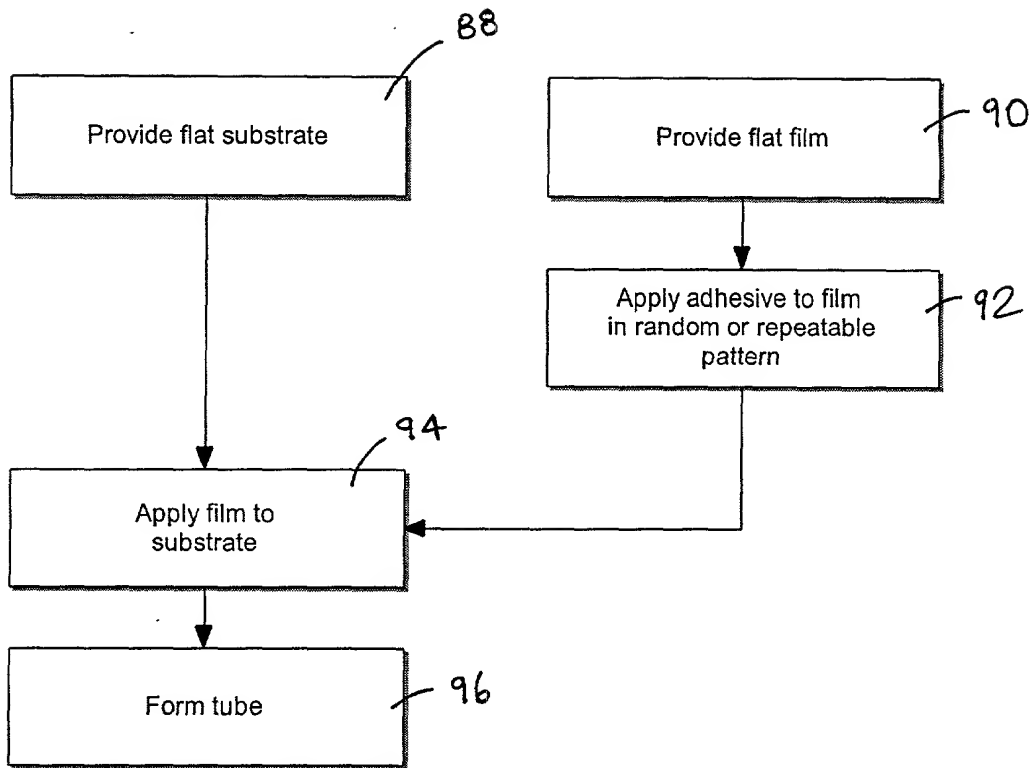 88
Provide flat substrate
90
Provide flat film
92
Apply adhesive to film
in random or repeatable
pattern
94
Apply film to
substrate
96
Form tube